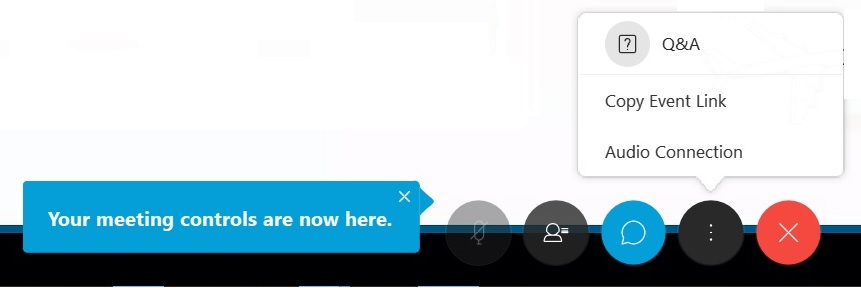 Q&A
Copy Event Link
Audio Connection
Your meeting controls are now here.